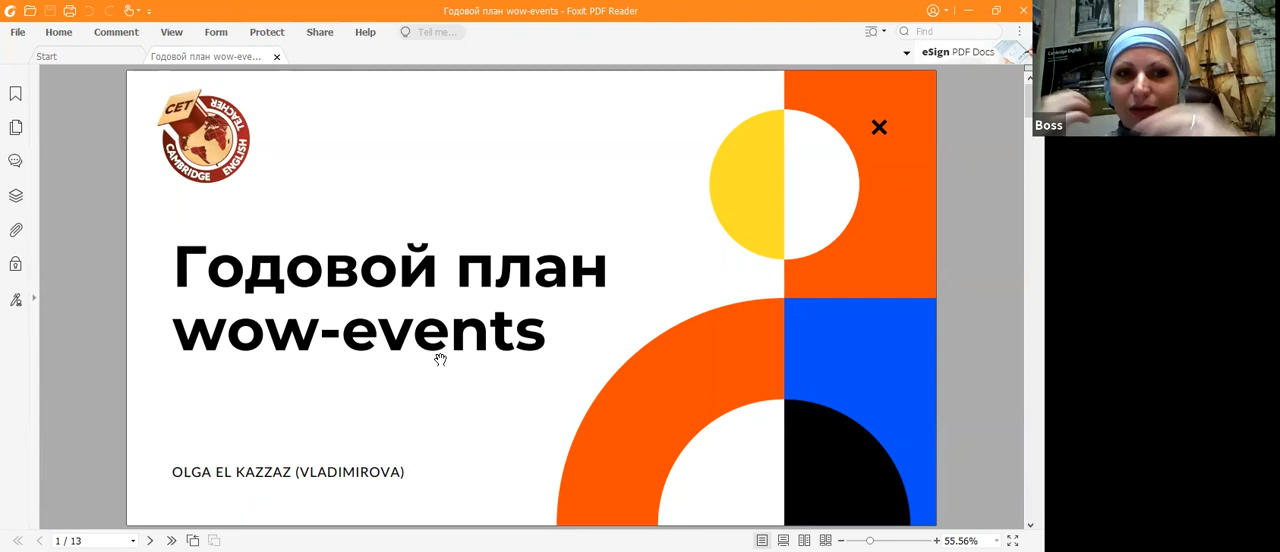 Годовой план wow-events - Foxit PDF Reader
File Home Comment View Form Protect Share Help Tell me... Find
Start Годовой план wow-eve... eSign PDF Docs
CET
CAMBRIDGE ENGLISH TEACHER
Годовой план
wow-events
OLGA EL KAZZAZ (VLADIMIROVA)
Cambridge English
Boss
1 / 13 55.56%